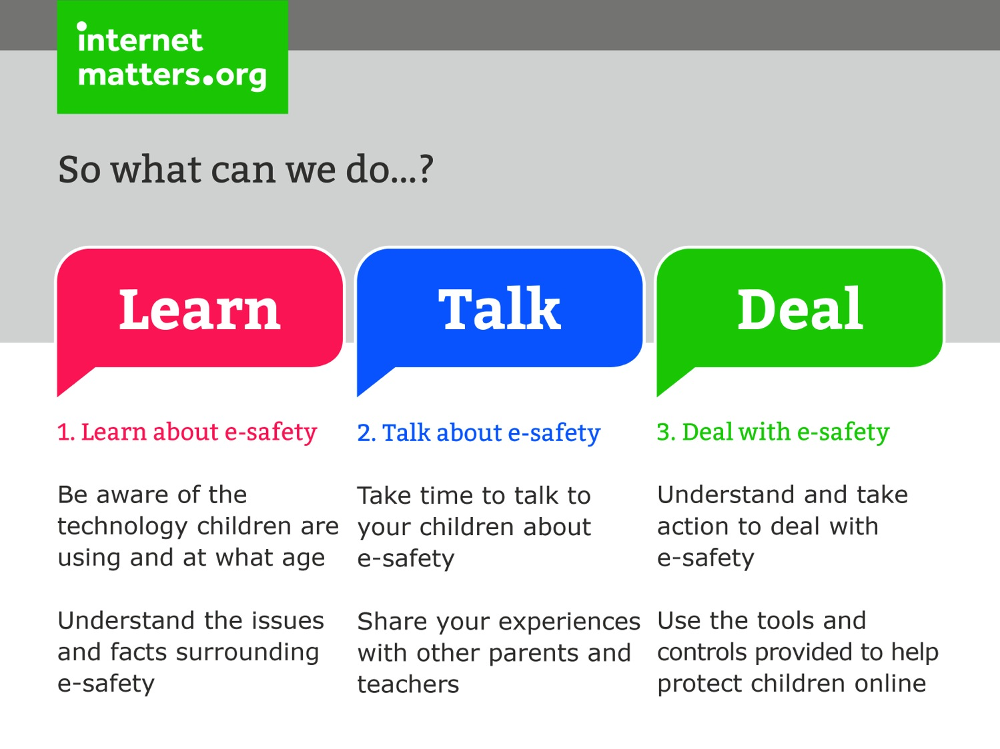 internet
matters.org
So what can we do...?
Learn
1. Learn about e-safety
Be aware of the
technology children are
using and at what age
Understand the issues
and facts surrounding
e-safety
Talk
2. Talk about e-safety
Take time to talk to
your children about
e-safety
Share your experiences
with other parents and
teachers
Deal
3. Deal with e-safety
Understand and take
action to deal with
e-safety
Use the tools and
controls provided to help
protect children online